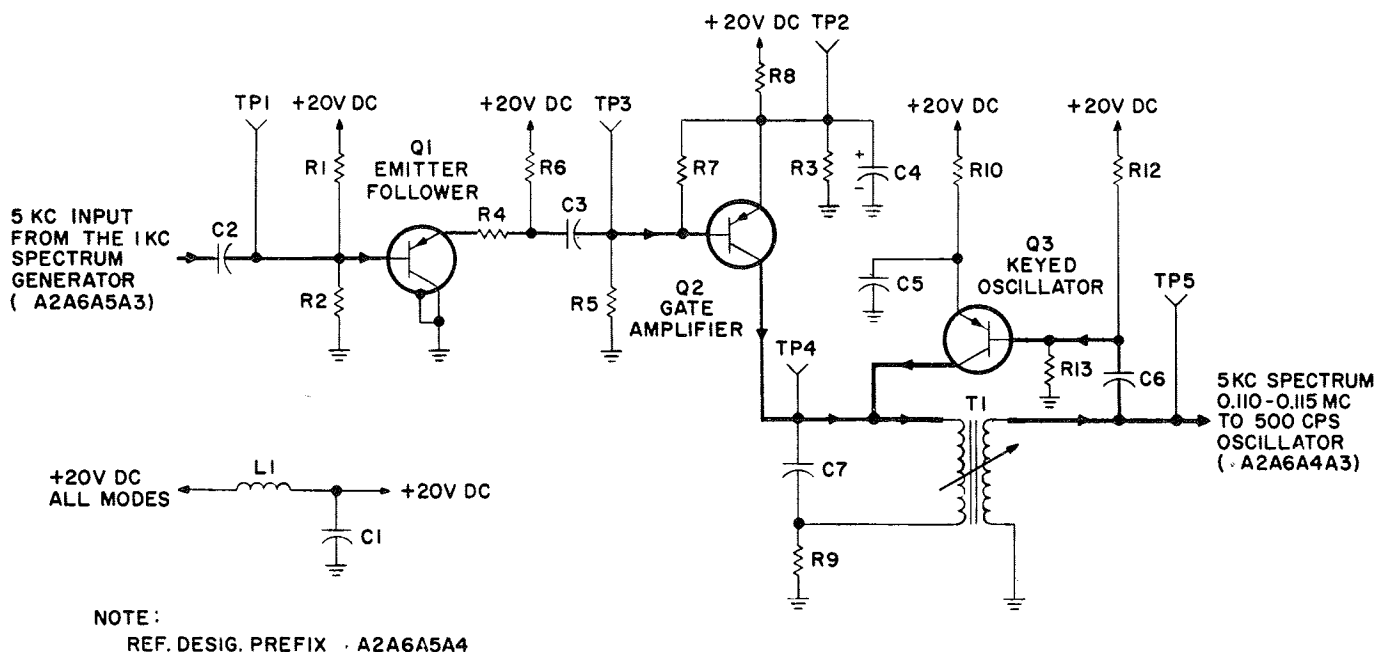 +20V DC TP2
R8
TP1
+20V DC
+20V DC
TP3
+20V DC
+20V DC
Q1
EMITTER
FOLLOWER
R1
R6
R7
R3
+
-
C4
R10
R12
5 KC INPUT
FROM THE 1KC
SPECTRUM
GENERATOR
( A2A6A5A3)
C2
R4
C3
Q3
KEYED
OSCILLATOR
R2
R5
Q2
GATE
AMPLIFIER
C5
TP5
TP4
R13
C6
T1
5KC SPECTRUM
0.110-0.115 MC
TO 500 CPS
OSCILLATOR
( A2A6A4A3)
C7
+20V DC
ALL MODES
L1
+20V DC
C1
R9
NOTE:
REF. DESIG. PREFIX A2A6A5A4